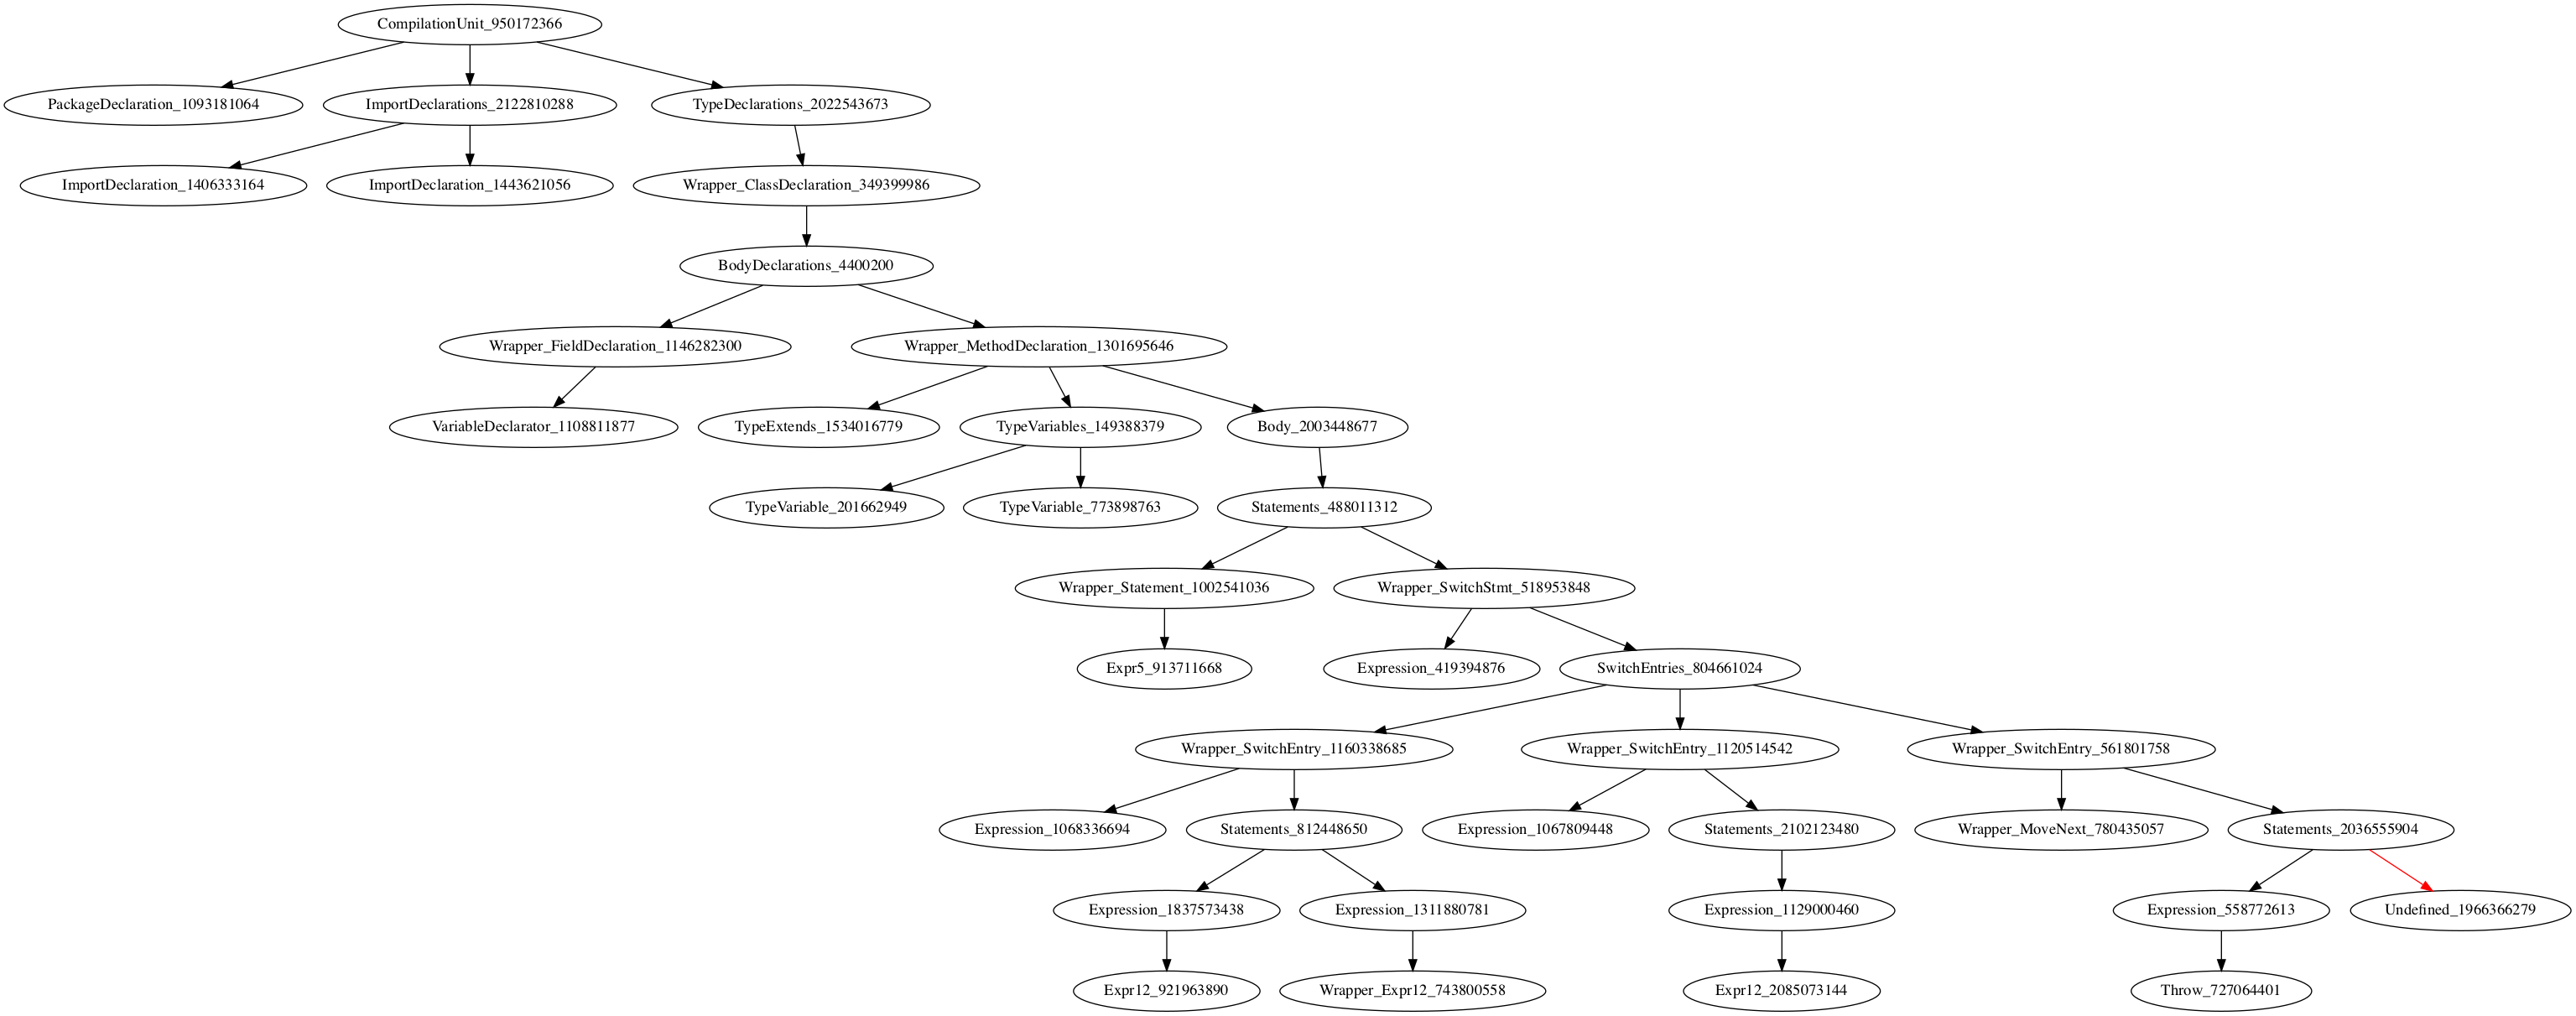 CompilationUnit_950172366
PackageDeclaration_1093181064
ImportDeclarations_2122810288
TypeDeclarations_2022543673
ImportDeclaration_1406333164
ImportDeclaration_1443621056
Wrapper_ClassDeclaration_349399986
BodyDeclarations_4400200
Wrapper_FieldDeclaration_1146282300
Wrapper_MethodDeclaration_1301695646
VariableDeclarator_1108811877
TypeExtends_1534016779
TypeVariables_149388379
Body_2003448677
TypeVariable_201662949
TypeVariable_773898763
Statements_488011312
Wrapper_Statement_1002541036
Wrapper_SwitchStmt_518953848
Expr5_913711668
Expression_419394876
SwitchEntries_804661024
Wrapper_SwitchEntry_1160338685
Wrapper_SwitchEntry_1120514542
Wrapper_SwitchEntry_561801758
Expression_1068336694
Statements_812448650
Expression_1067809448
Statements_2102123480
Wrapper_MoveNext_780435057
Statements_2036555904
Expression_1837573438
Expression_1311880781
Expression_1129000460
Expression_558772613
Undefined_1966366279
Expr12_921963890
Wrapper_Expr12_743800558
Expr12_2085073144
Throw_727064401